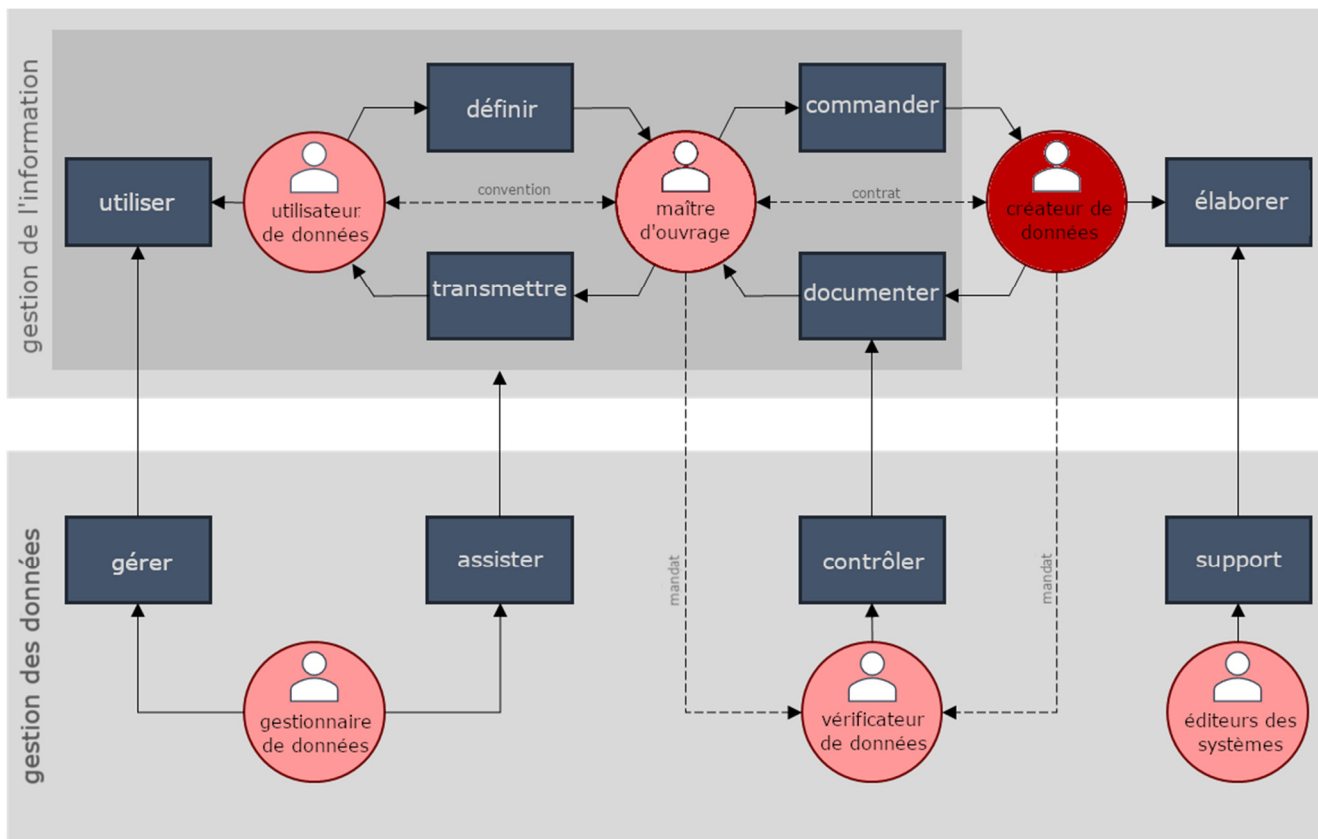 gestion de l'information
définir
commander
utiliser
utilisateur
de données
convention
maître
d'ouvrage
contrat
créateur de
données
élaborer
transmettre
documenter
gestion des données
gérer
assister
mandat
contrôler
mandat
support
gestionnaire
de données
vérificateur
de données
éditeurs des
systèmes